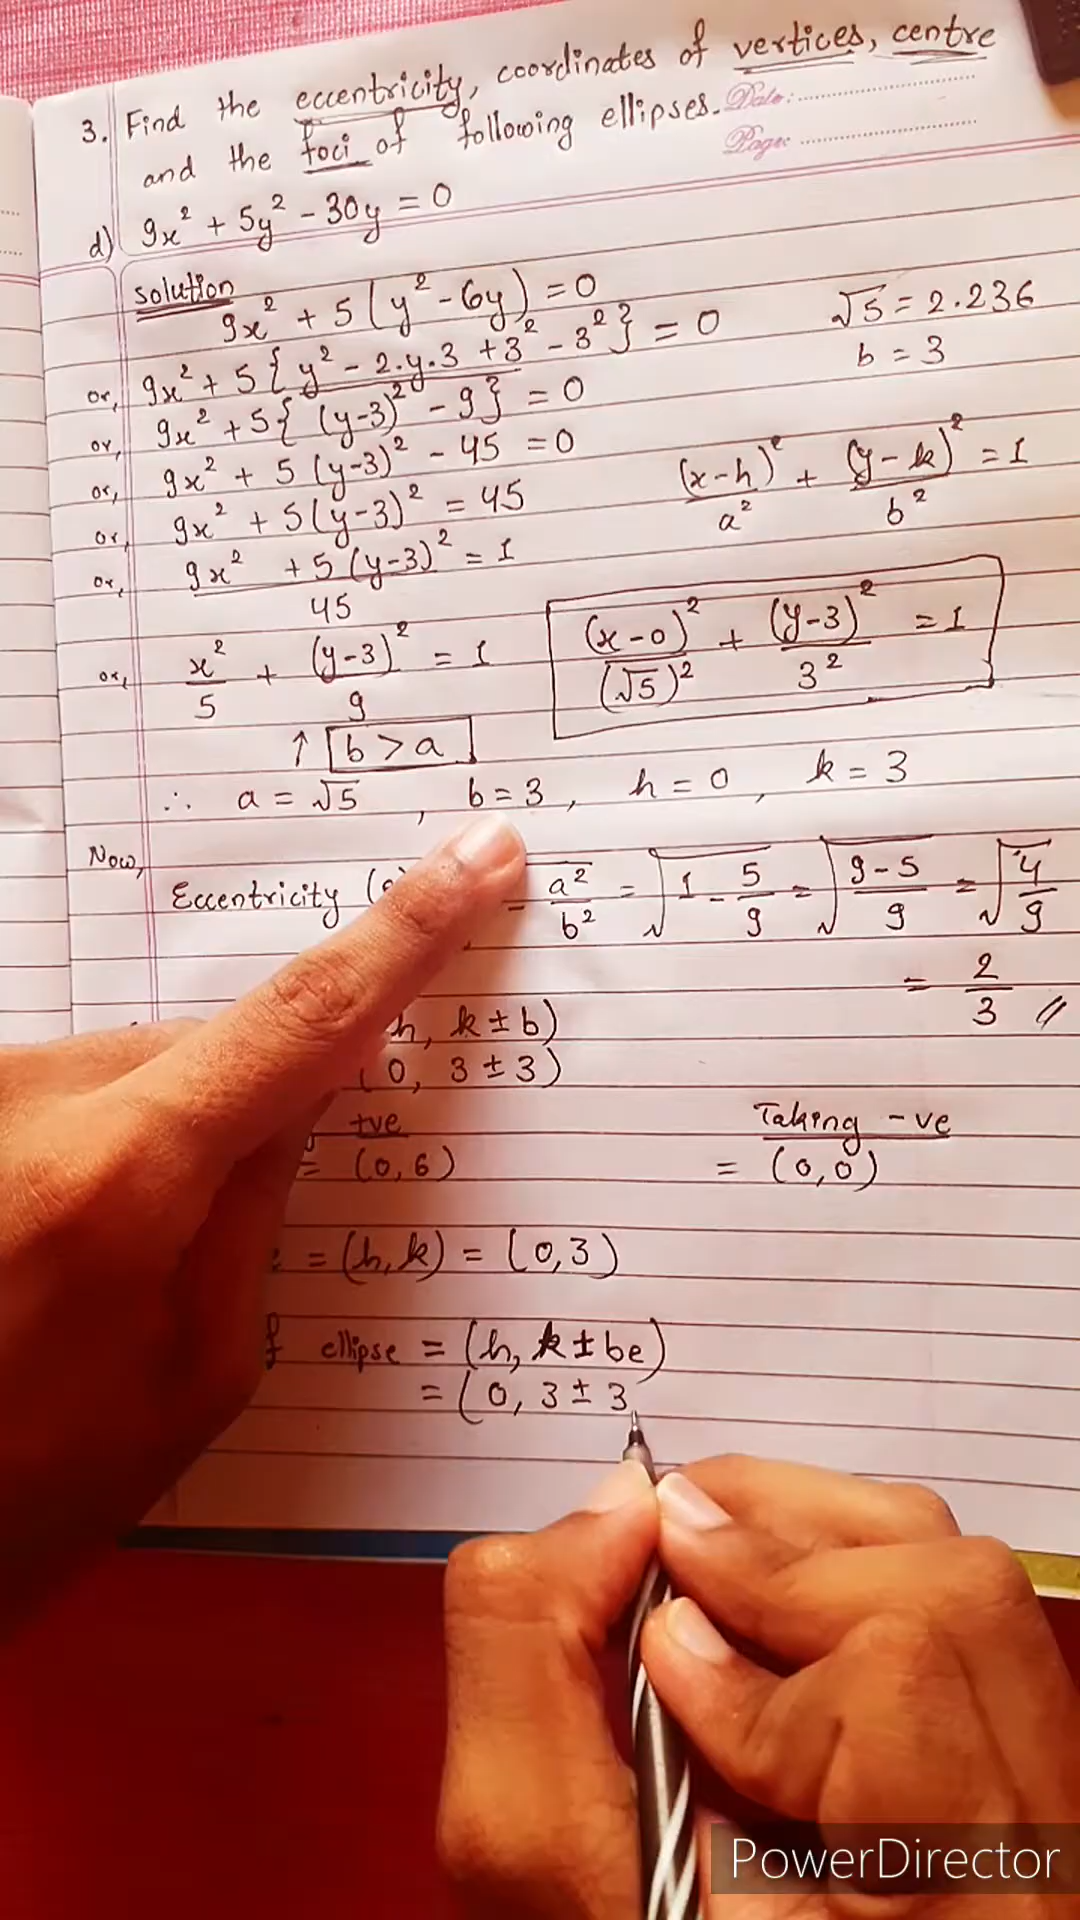 3. Find the eccentricity, coordinates of vertices, centre
and the foci of following ellipses.
Date:
Page:
d) 9x² + 5y² - 30y = 0
solution
9x² + 5(y² - 6y) = 0
√5 = 2.236
or, 9x² + 5{y² - 2.y.3 + 3² - 3²} = 0
b = 3
or, 9x² + 5{(y-3)² - 9} = 0
or, 9x² + 5(y-3)² - 45 = 0
(x-h)²/a² + (y-k)²/b² = 1
or, 9x² + 5(y-3)² = 45
or, 9x² + 5(y-3)² / 45 = 1
or, x²/5 + (y-3)²/9 = 1
(x-0)²/(√5)² + (y-3)²/3² = 1
↑ b > a
∴ a = √5 , b = 3 , h = 0 , k = 3
Now,
Eccentricity (e) - a²/b² = √1 - 5/9 = √9-5/9 = √4/9
= 2/3 //
h, k ± b)
(0, 3 ± 3)
+ve
Taking -ve
= (0, 6)
= (0, 0)
= (h, k) = (0, 3)
ellipse = (h, k ± be)
= (0, 3 ± 3
PowerDirector